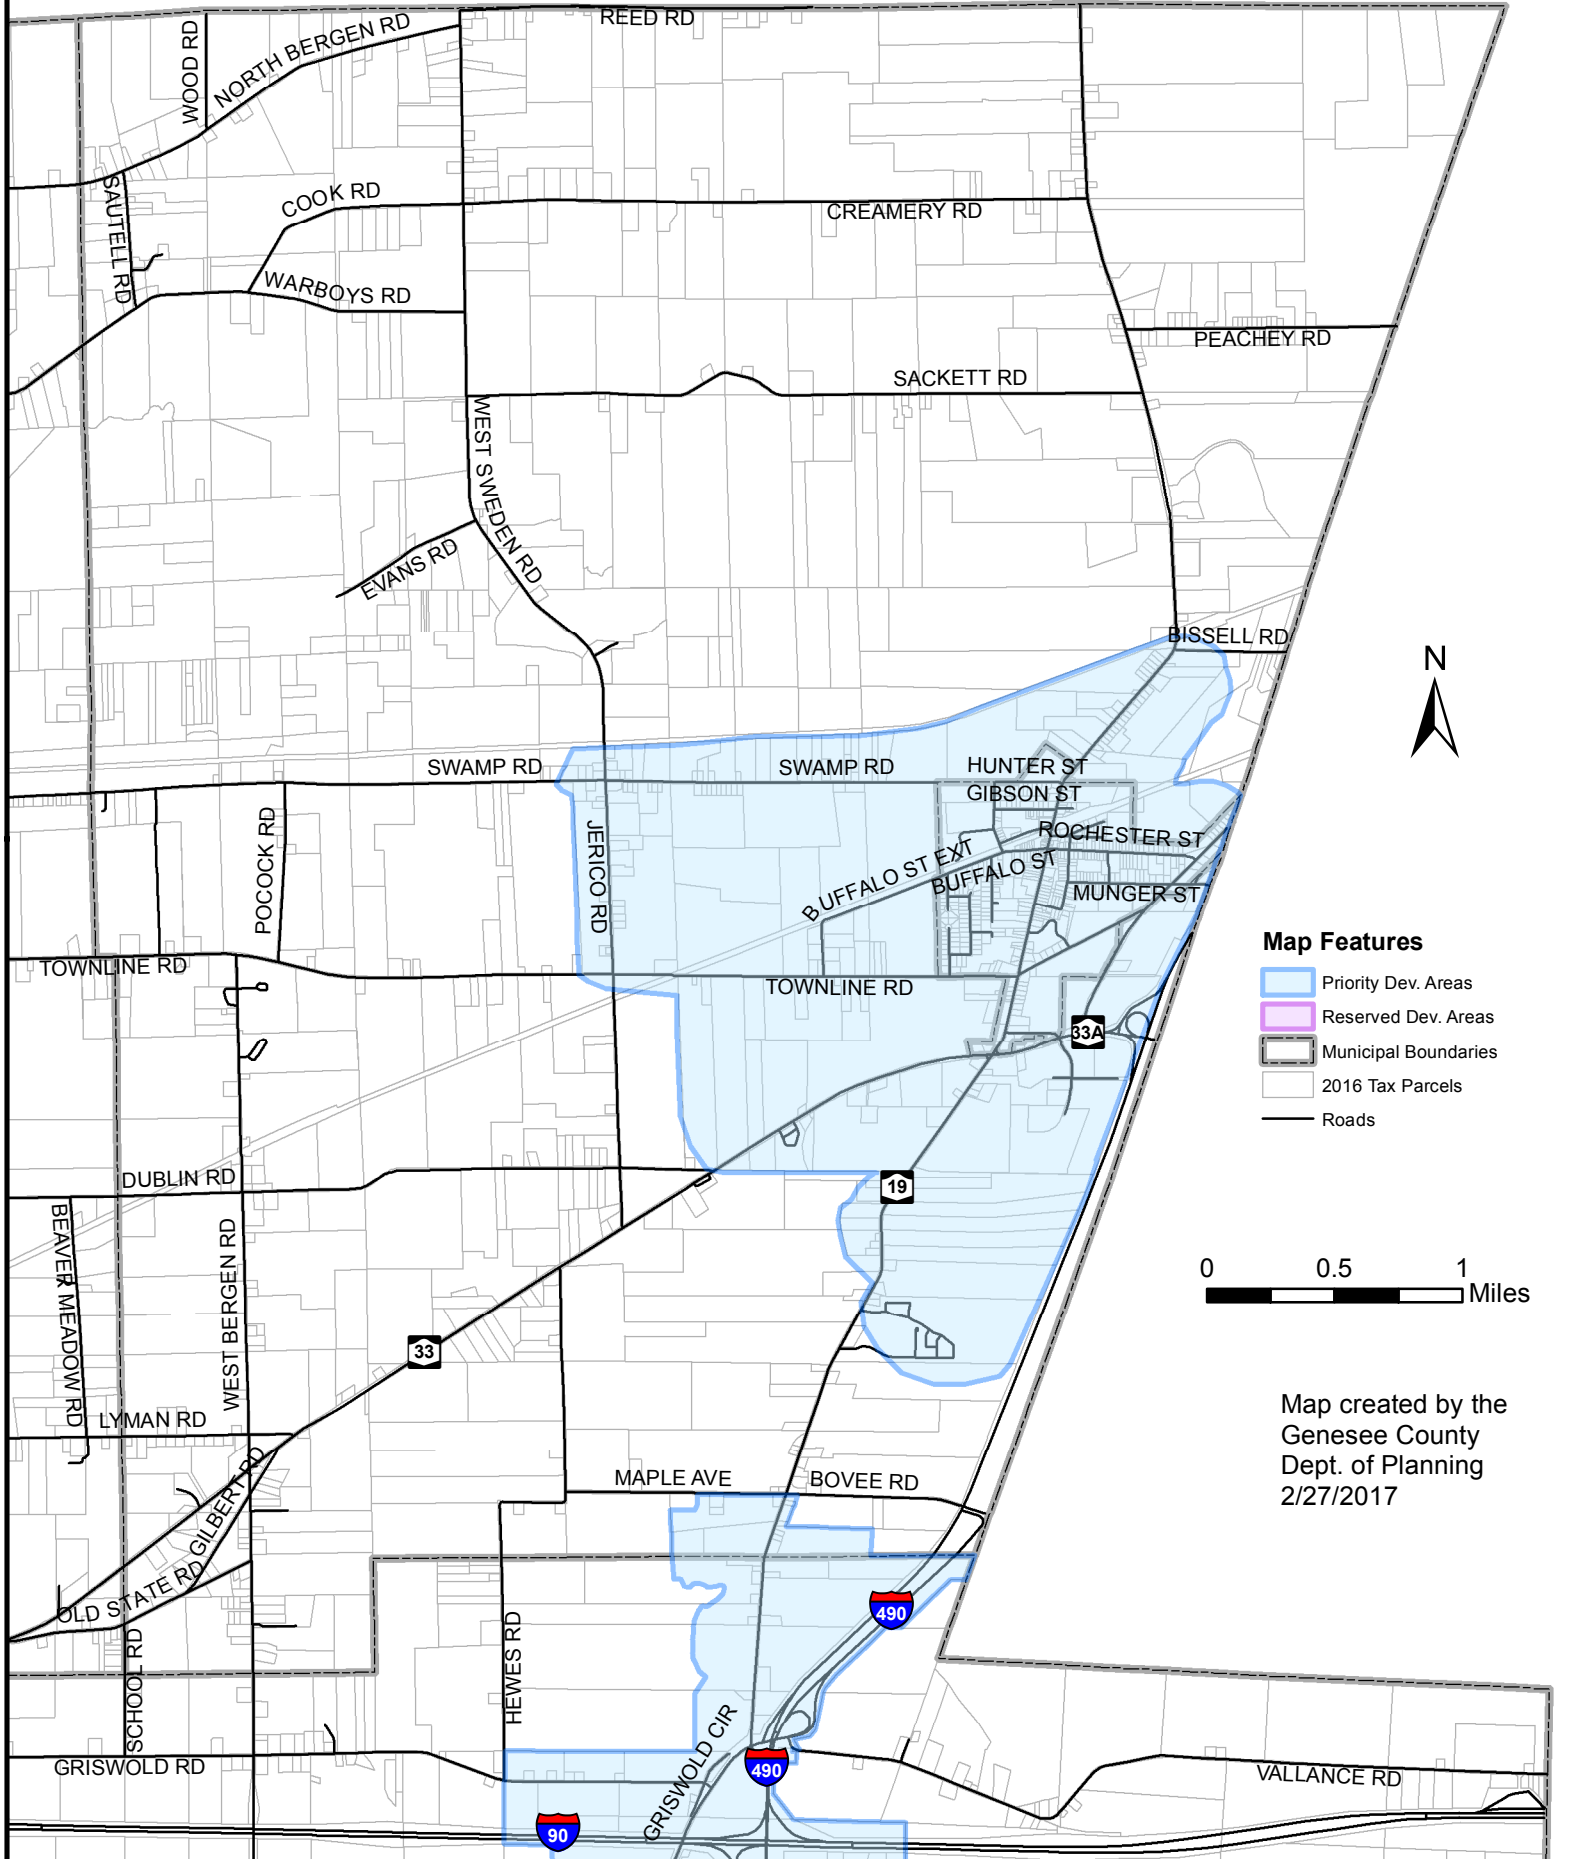 REED RD
WOOD RD
NORTH BERGEN RD
SAUTELL RD
COOK RD
CREAMERY RD
WARBOYS RD
PEACHEY RD
SACKETT RD
WEST SWEDEN RD
EVANS RD
BISSELL RD
N
SWAMP RD
SWAMP RD
HUNTER ST
GIBSON ST
POCOCK RD
JERICO RD
ROCHESTER ST
BUFFALO ST EXT
BUFFALO ST
MUNGER ST
TOWNLINE RD
TOWNLINE RD
33A
Map Features
Priority Dev. Areas
Reserved Dev. Areas
Municipal Boundaries
2016 Tax Parcels
Roads
DUBLIN RD
19
BEAVER MEADOW RD
WEST BERGEN RD
0 0.5 1
Miles
33
LYMAN RD
GILBERT RD
MAPLE AVE
BOVEE RD
Map created by the
Genesee County
Dept. of Planning
2/27/2017
OLD STATE RD
490
SCHOOL RD
HEWES RD
GRISWOLD RD
GRISWOLD CIR
490
VALLANCE RD
90